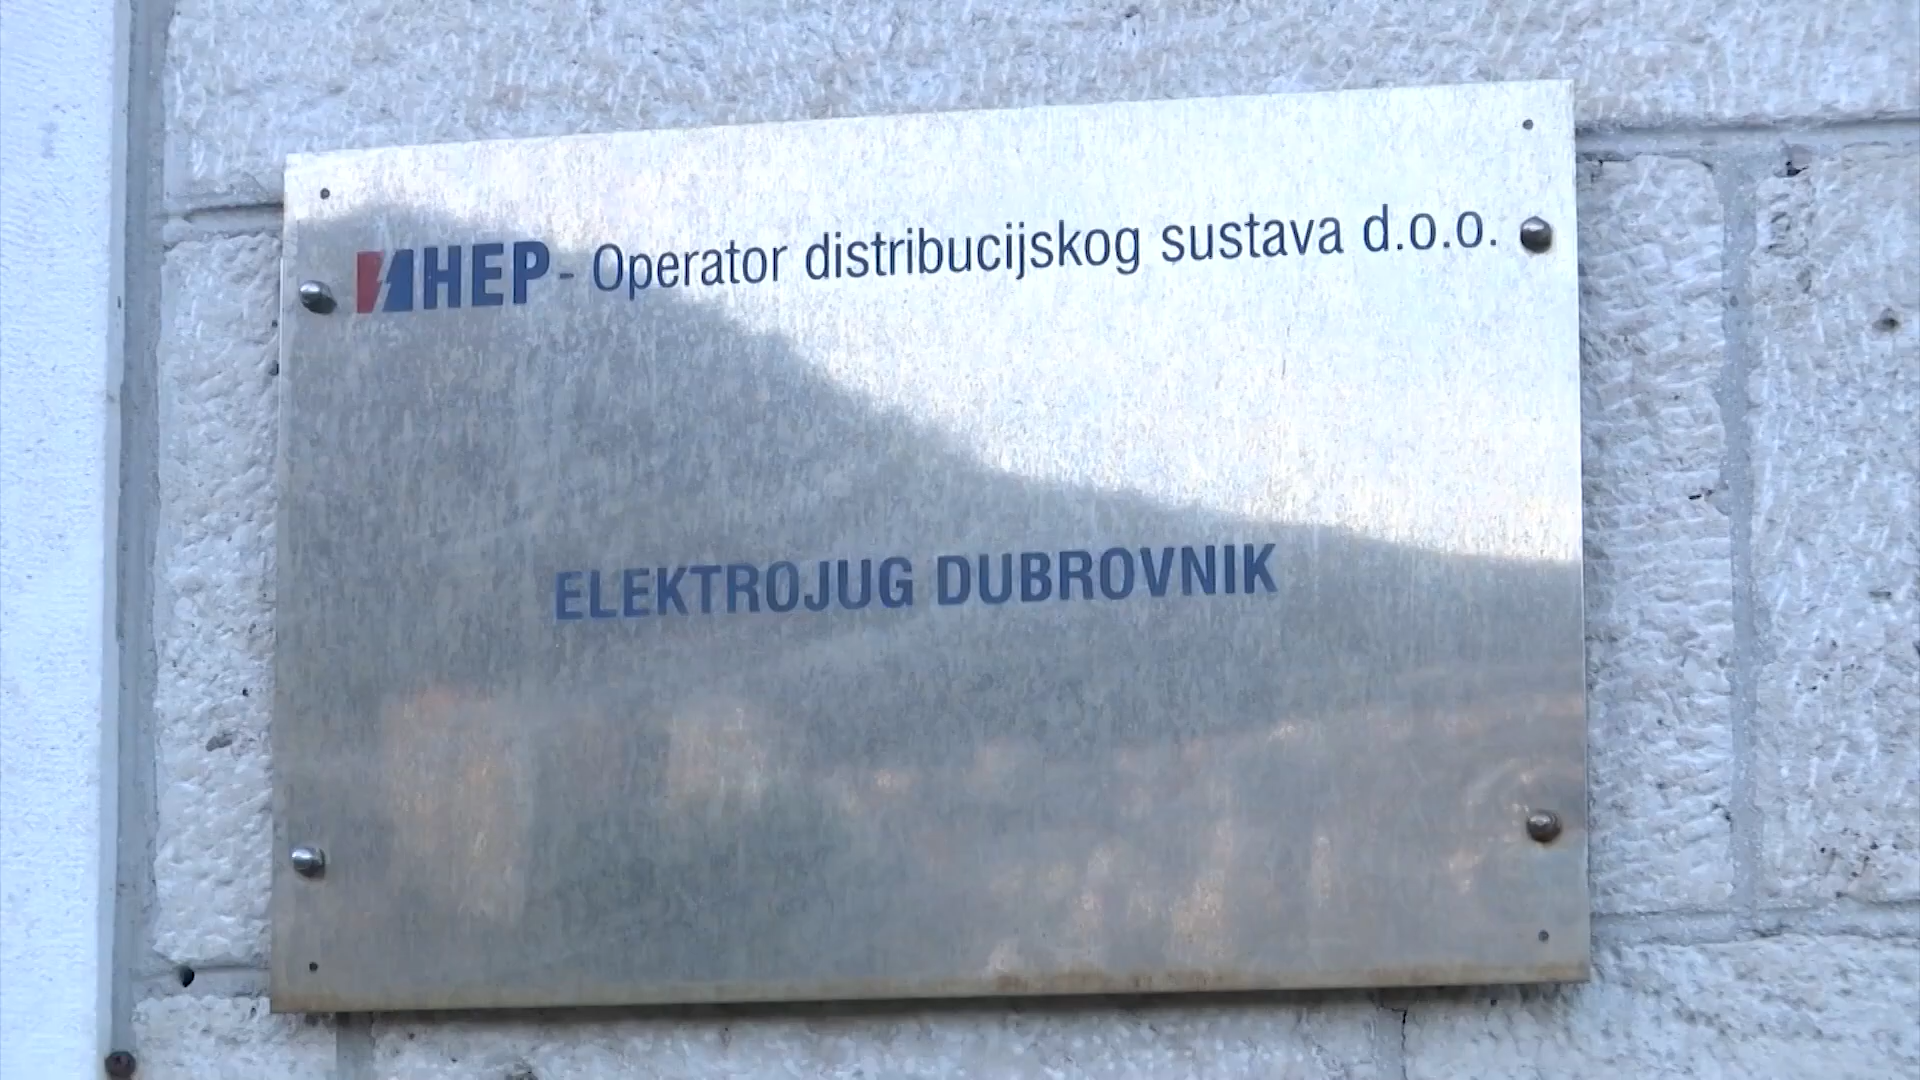 HEP - Operator distribucijskog sustava d.o.o.
ELEKTROJUG DUBROVNIK